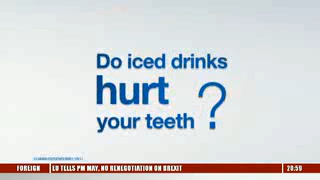 Do iced drinks
hurt
your teeth ?
FOREIGN EU TELLS PM MAY, NO RENEGOTIATION ON BREXIT 20:59